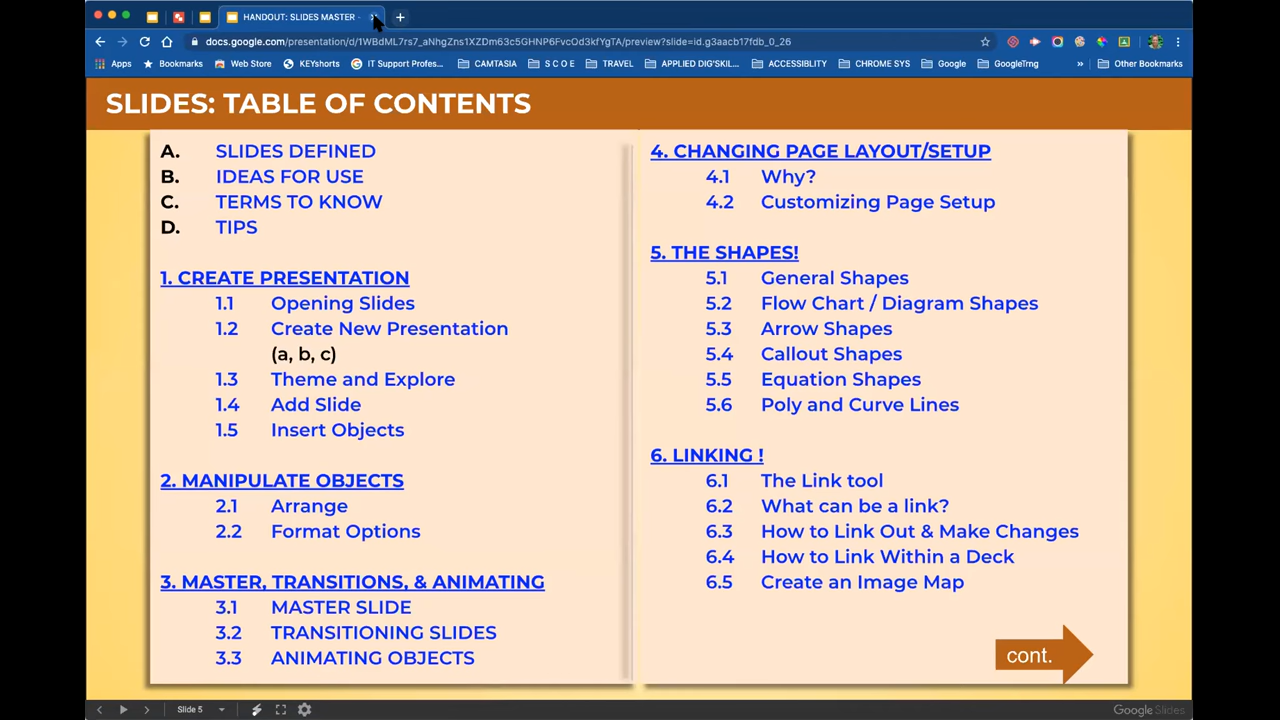 HANDOUT: SLIDES MASTER -
docs.google.com/presentation/d/1WBdML7rs7_aNhgZns1XZDm63c5GHNP6FvcOd3kfYgTA/preview?slide=id.g3aacb17fdb_0_26
Apps Bookmarks Web Store KEYshorts IT Support Profes... CAMTASIA S C O E TRAVEL APPLIED DIG'SKIL... ACCESSIBLITY CHROME SYS Google GoogleTrng » Other Bookmarks
SLIDES: TABLE OF CONTENTS
A. SLIDES DEFINED
B. IDEAS FOR USE
C. TERMS TO KNOW
D. TIPS
1. CREATE PRESENTATION
1.1 Opening Slides
1.2 Create New Presentation
(a, b, c)
1.3 Theme and Explore
1.4 Add Slide
1.5 Insert Objects
2. MANIPULATE OBJECTS
2.1 Arrange
2.2 Format Options
3. MASTER, TRANSITIONS, & ANIMATING
3.1 MASTER SLIDE
3.2 TRANSITIONING SLIDES
3.3 ANIMATING OBJECTS
4. CHANGING PAGE LAYOUT/SETUP
4.1 Why?
4.2 Customizing Page Setup
5. THE SHAPES!
5.1 General Shapes
5.2 Flow Chart / Diagram Shapes
5.3 Arrow Shapes
5.4 Callout Shapes
5.5 Equation Shapes
5.6 Poly and Curve Lines
6. LINKING !
6.1 The Link tool
6.2 What can be a link?
6.3 How to Link Out & Make Changes
6.4 How to Link Within a Deck
6.5 Create an Image Map
cont.
Slide 5
Google Slides